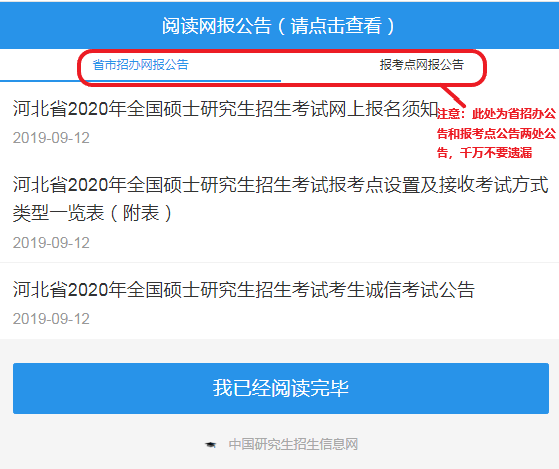 阅读网报公告（请点击查看）
省市招办网报公告
报考点网报公告
河北省2020年全国硕士研究生招生考试网上报名须知
2019-09-12
注意：此处为省招办公
告和报考点公告两处公
告，千万不要遗漏
河北省2020年全国硕士研究生招生考试报考点设置及接收考试方式
类型一览表（附表）
2019-09-12
河北省2020年全国硕士研究生招生考试考生诚信考试公告
2019-09-12
我已经阅读完毕
中国研究生招生信息网